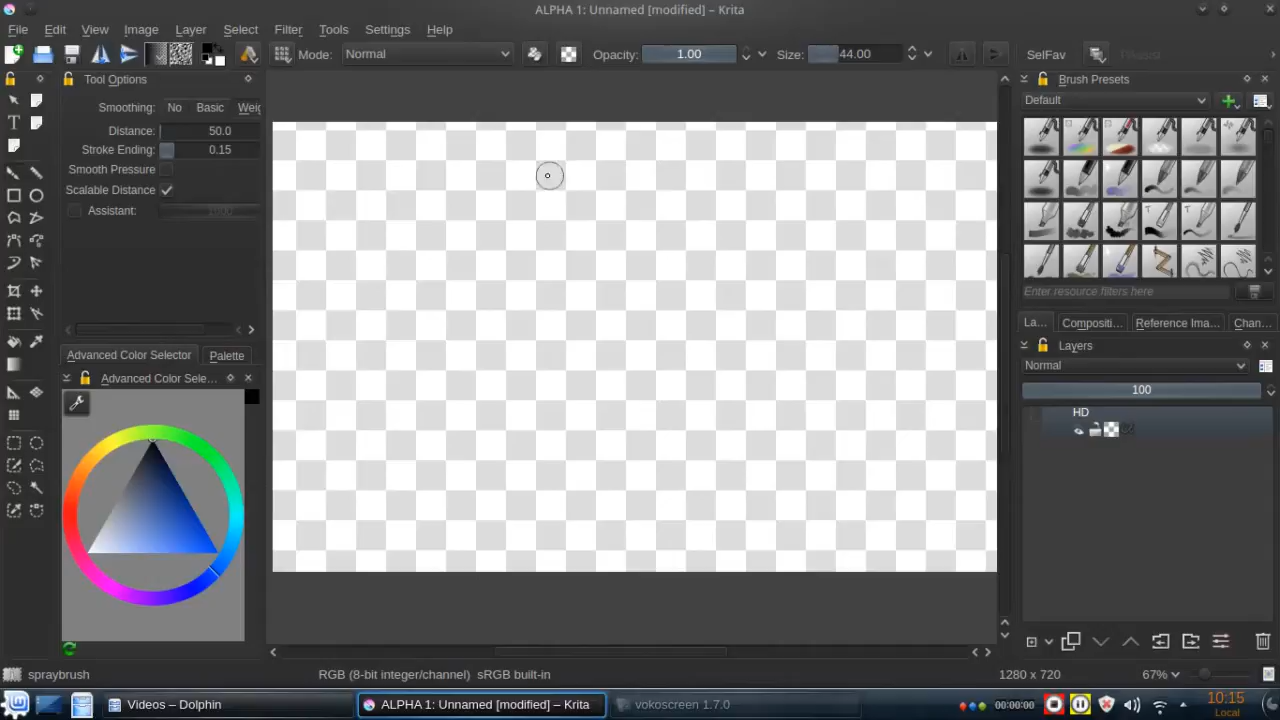 ALPHA 1: Unnamed [modified] – Krita
File Edit View Image Layer Select Filter Tools Settings Help
Mode: Normal Opacity: 1.00 Size: 44.00 SelFav
Tool Options
Smoothing: No Basic Weig
Distance: 50.0
Stroke Ending: 0.15
Smooth Pressure
Scalable Distance
Assistant: 1000
Advanced Color Selector Palette
Advanced Color Sele...
Brush Presets
Default
Enter resource filters here
La... Compositi... Reference Ima... Chan...
Layers
Normal
100
HD
spraybrush RGB (8-bit integer/channel) sRGB built-in 1280 x 720 67%
Videos – Dolphin ALPHA 1: Unnamed [modified] – Krita vokoscreen 1.7.0 00:00:00 10:15
Local